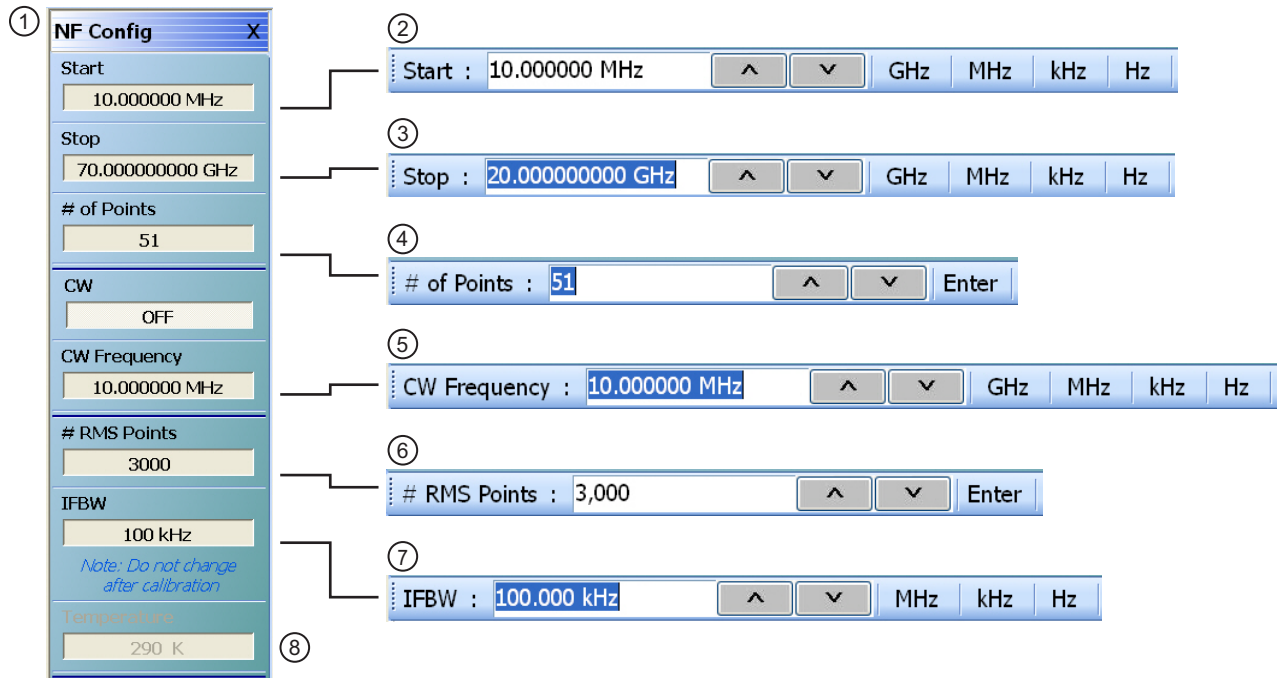 1
NF Config X
Start
10.000000 MHz
Stop
70.000000000 GHz
# of Points
51
CW
OFF
CW Frequency
10.000000 MHz
# RMS Points
3000
IFBW
100 kHz
Note: Do not change
after calibration
Temperature
290 K
8
2
Start : 10.000000 MHz ^ v GHz MHz kHz Hz
3
Stop : 20.000000000 GHz ^ v GHz MHz kHz Hz
4
# of Points : 51 ^ v Enter
5
CW Frequency : 10.000000 MHz ^ v GHz MHz kHz Hz
6
# RMS Points : 3,000 ^ v Enter
7
IFBW : 100.000 kHz ^ v MHz kHz Hz